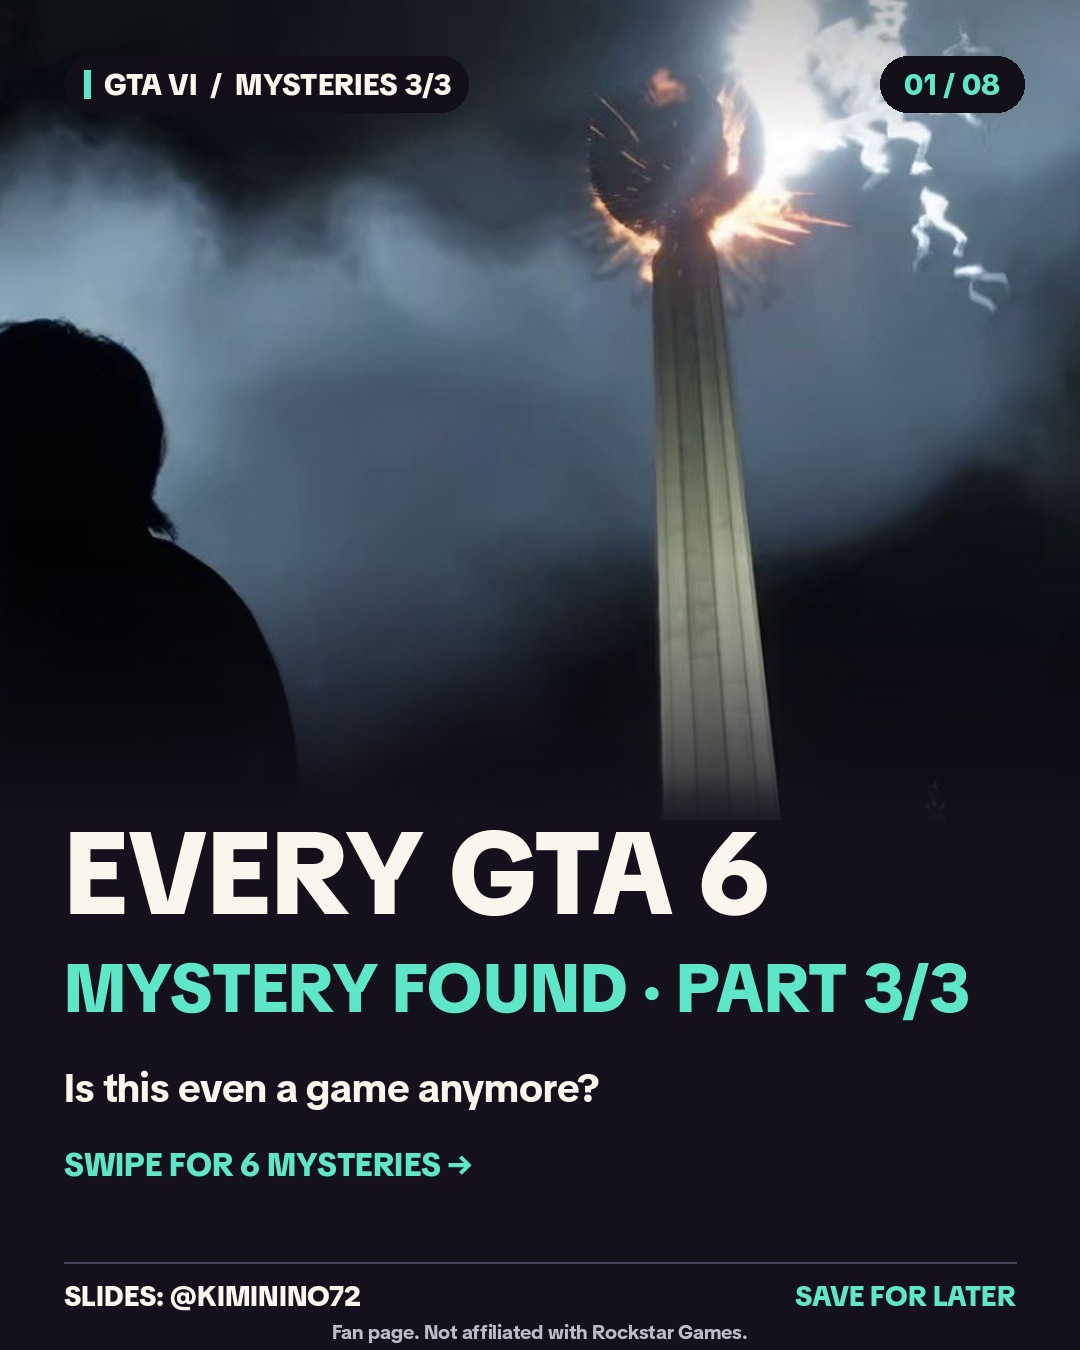 GTA VI / MYSTERIES 3/3
01 / 08
EVERY GTA 6
MYSTERY FOUND · PART 3/3
Is this even a game anymore?
SWIPE FOR 6 MYSTERIES →
SLIDES: @KIMININO72
SAVE FOR LATER
Fan page. Not affiliated with Rockstar Games.